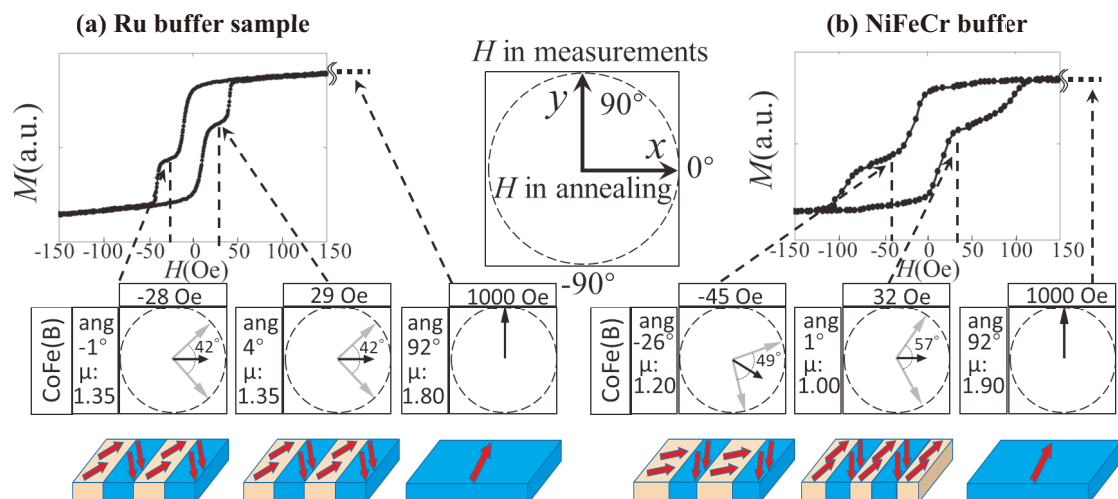 (a) Ru buffer sample
(b) NiFeCr buffer
M(a.u.)
-150 -100 -50 0 50 100 150
H(Oe)
H in measurements
y 90°
x 0°
H in annealing
-90°
M(a.u.)
-150 -100 -50 0 50 100 150
H(Oe)
CoFe(B)
-28 Oe
ang
-1°
μ:
1.35
42°
29 Oe
ang
4°
μ:
1.35
42°
1000 Oe
ang
92°
μ:
1.80
CoFe(B)
-45 Oe
ang
-26°
μ:
1.20
49°
32 Oe
ang
1°
μ:
1.00
57°
1000 Oe
ang
92°
μ:
1.90